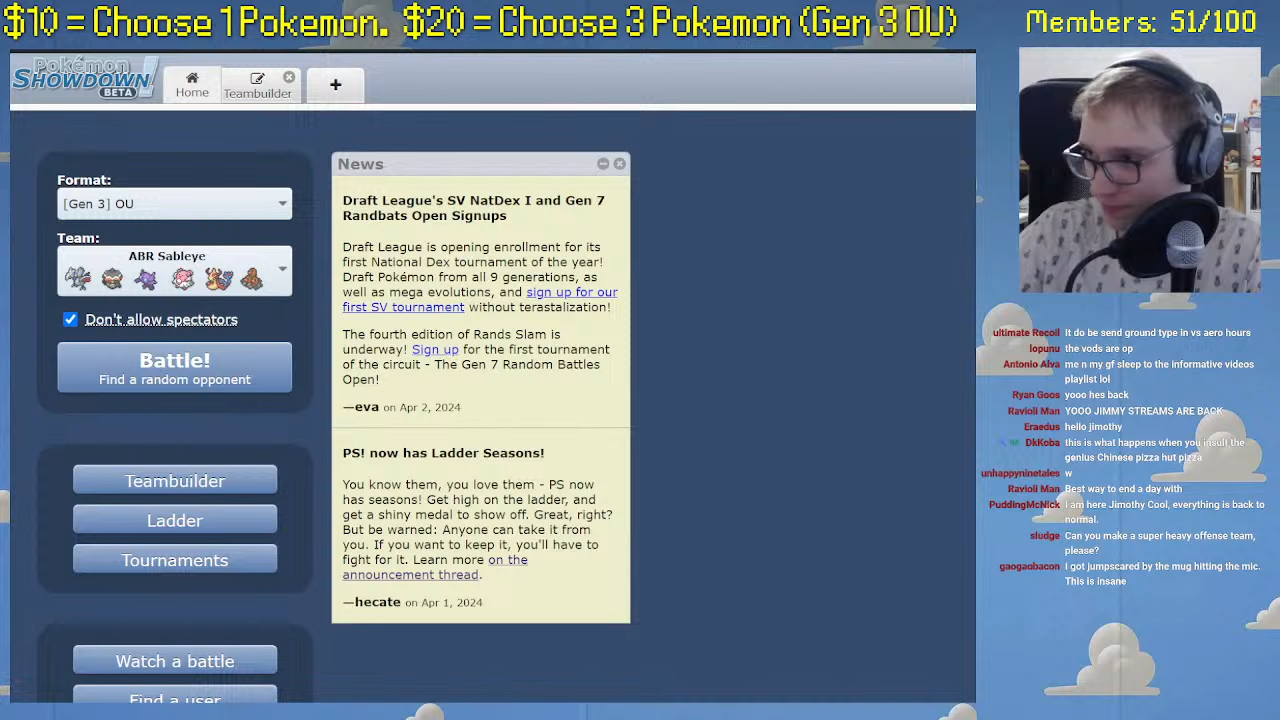 $10 = Choose 1 Pokemon. $20 = Choose 3 Pokemon (Gen 3 OU)
Members: 51/100
Pokémon
SHOWDOWN!
BETA
Home
Teambuilder
+
Format:
[Gen 3] OU
Team:
ABR Sableye
Don't allow spectators
Battle!
Find a random opponent
Teambuilder
Ladder
Tournaments
Watch a battle
Find a user
News
Draft League's SV NatDex I and Gen 7
Randbats Open Signups
Draft League is opening enrollment for its
first National Dex tournament of the year!
Draft Pokémon from all 9 generations, as
well as mega evolutions, and sign up for our
first SV tournament without terastalization!
The fourth edition of Rands Slam is
underway! Sign up for the first tournament
of the circuit - The Gen 7 Random Battles
Open!
—eva on Apr 2, 2024
PS! now has Ladder Seasons!
You know them, you love them - PS now
has seasons! Get high on the ladder, and
get a shiny medal to show off. Great, right?
But be warned: Anyone can take it from
you. If you want to keep it, you'll have to
fight for it. Learn more on the
announcement thread.
—hecate on Apr 1, 2024
ultimate Recoil It do be send ground type in vs aero hours
lopunu the vods are op
Antonio Alva me n my gf sleep to the informative videos
playlist lol
Ryan Goos yooo hes back
Ravioli Man YOOO JIMMY STREAMS ARE BACK
Eraedus hello jimothy
DkKoba this is what happens when you insult the
genius Chinese pizza hut pizza
unhappyninetales w
Ravioli Man Best way to end a day with
PuddingMcNick I am here Jimothy Cool, everything is back to
normal.
sludge Can you make a super heavy offense team,
please?
gaogaobacon I got jumpscared by the mug hitting the mic.
This is insane